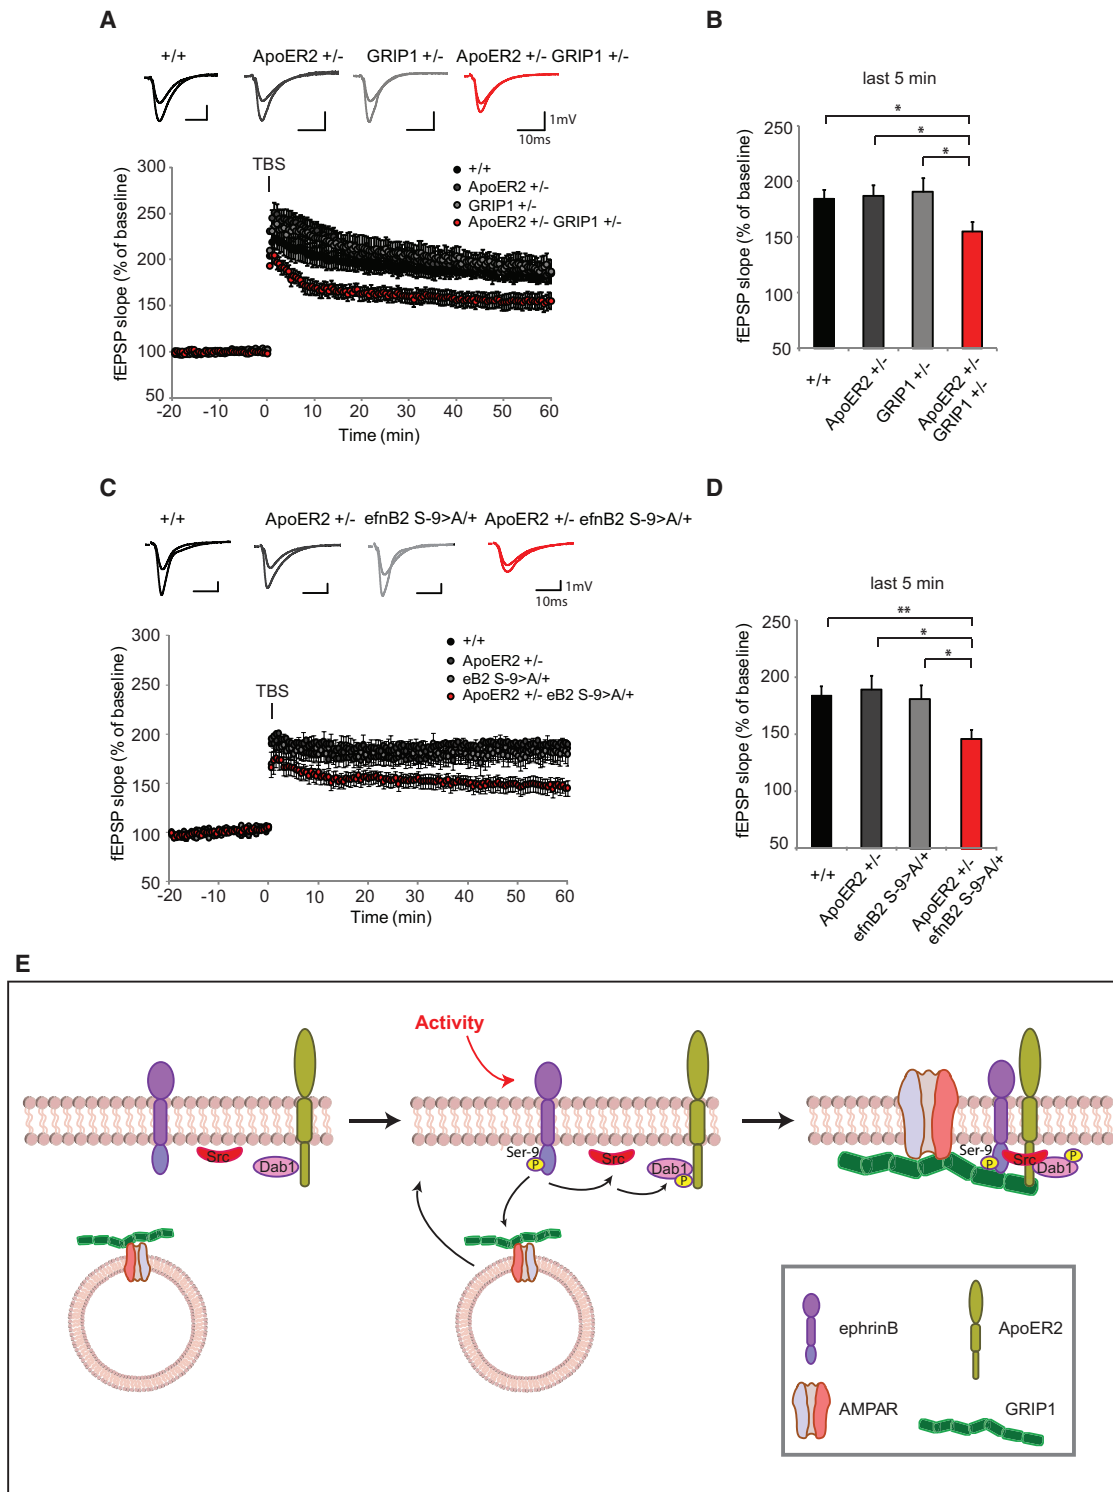 A
+/+
ApoER2 +/-
GRIP1 +/-
ApoER2 +/- GRIP1 +/-
1mV
10ms
TBS
+/+
ApoER2 +/-
GRIP1 +/-
ApoER2 +/- GRIP1 +/-
fEPSP slope (% of baseline)
300
250
200
150
100
50
-20
-10
0
10
20
30
40
50
60
Time (min)
B
last 5 min
*
*
*
fEPSP slope (% of baseline)
250
200
150
100
50
+/+
ApoER2 +/-
GRIP1 +/-
ApoER2 +/-
GRIP1 +/-
C
+/+
ApoER2 +/-
efnB2 S-9>A/+
ApoER2 +/- efnB2 S-9>A/+
1mV
10ms
TBS
+/+
ApoER2 +/-
eB2 S-9>A/+
ApoER2 +/- eB2 S-9>A/+
fEPSP slope (% of baseline)
300
250
200
150
100
50
-20
-10
0
10
20
30
40
50
60
Time (min)
D
last 5 min
**
*
*
fEPSP slope (% of baseline)
250
200
150
100
50
+/+
ApoER2 +/-
efnB2 S-9>A/+
ApoER2 +/-
efnB2 S-9>A/+
E
Src
Dab1
Activity
Ser-9
P
Src
Dab1
P
Ser-9
P
Src
Dab1
P
ephrinB
ApoER2
AMPAR
GRIP1